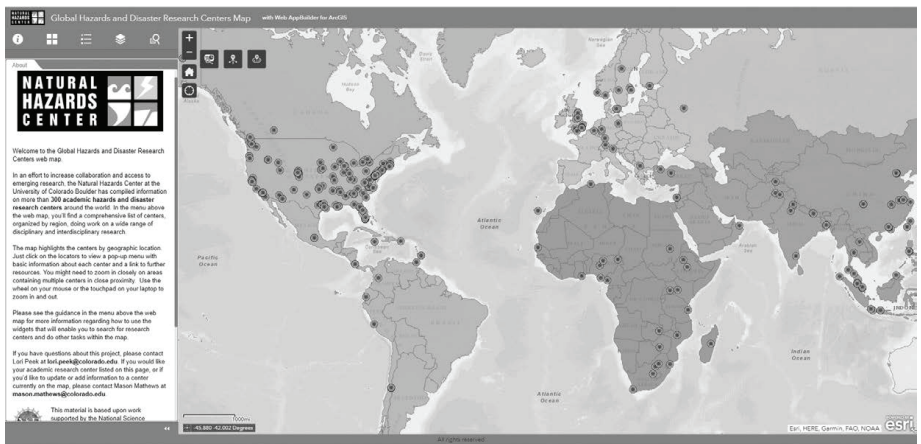 NATURAL HAZARDS CENTER
Global Hazards and Disaster Research Centers Map
with Web AppBuilder for ArcGIS
About
NATURAL
HAZARDS
CENTER
Welcome to the Global Hazards and Disaster Research
Centers web map.
In an effort to increase collaboration and access to
emerging research, the Natural Hazards Center at the
University of Colorado Boulder has compiled information
on more than 300 academic hazards and disaster
research centers around the world. In the menu above
the web map, you'll find a comprehensive list of centers,
organized by region, doing work on a wide range of
disciplinary and interdisciplinary research.
The map highlights the centers by geographic location.
Just click on the locators to view a pop-up menu with
basic information about each center and a link to further
resources. You might need to zoom in closely on areas
containing multiple centers in close proximity. Use the
wheel on your mouse or the touchpad on your laptop to
zoom in and out.
Please see the guidance in the menu above the web
map for more information regarding how to use the
widgets that will enable you to search for research
centers and do other tasks within the map.
If you have questions about this project, please contact
Lori Peek at lori.peek@colorado.edu. If you would like
your academic research center listed on this page, or if
you'd like to update or add information to a center
currently on the map, please contact Mason Mathews at
mason.mathews@colorado.edu
This material is based upon work
supported by the National Science
+
−
Hudson
Bay
Davis
Strait
Norwegian
Sea
Atlantic
Ocean
Pacific
Ocean
Arabian
Sea
Indian
Ocean
Atlantic
Ocean
1000mi
-45.880 -42.002 Degrees
Esri, HERE, Garmin, FAO, NOAA
esri
All rights reserved